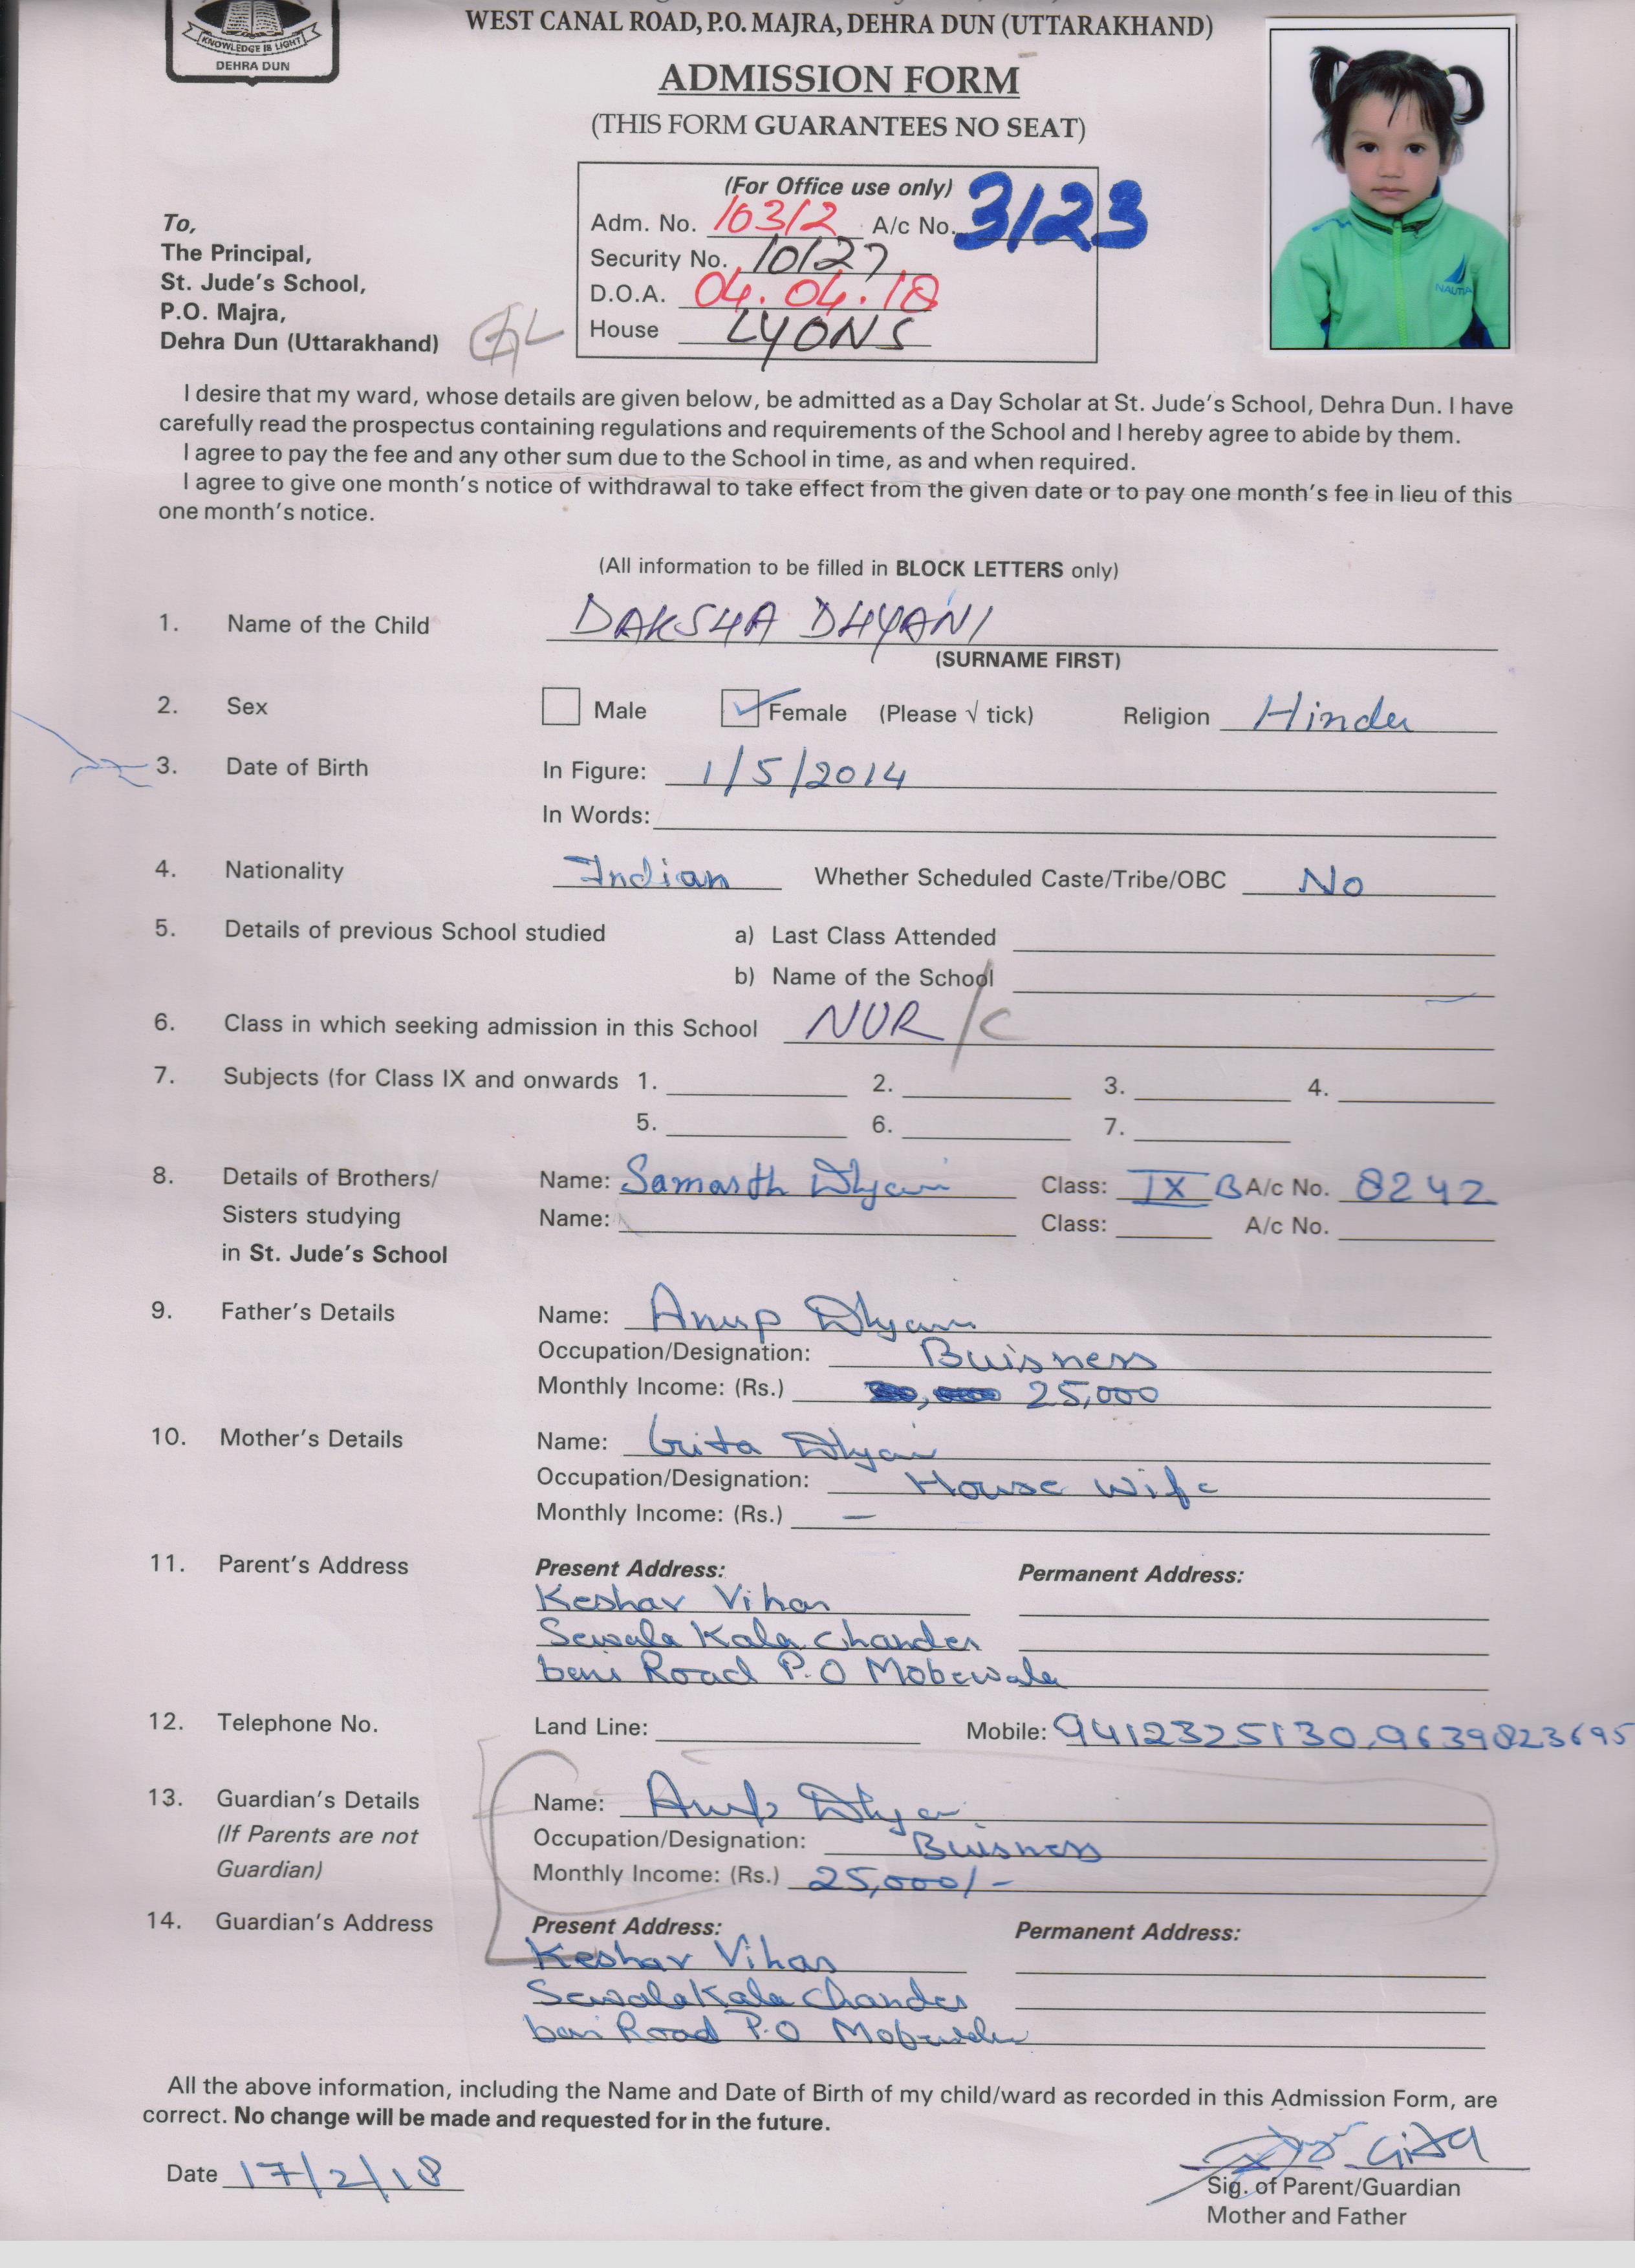 KNOWLEDGE IS LIGHT
DEHRA DUN
WEST CANAL ROAD, P.O. MAJRA, DEHRA DUN (UTTARAKHAND)
ADMISSION FORM
(THIS FORM GUARANTEES NO SEAT)
(For Office use only)
Adm. No. 10312 A/c No. 3123
Security No. 10127
D.O.A. 04.04.18
House LYONS
To,
The Principal,
St. Jude's School,
P.O. Majra,
Dehra Dun (Uttarakhand)
I desire that my ward, whose details are given below, be admitted as a Day Scholar at St. Jude's School, Dehra Dun. I have
carefully read the prospectus containing regulations and requirements of the School and I hereby agree to abide by them.
I agree to pay the fee and any other sum due to the School in time, as and when required.
I agree to give one month's notice of withdrawal to take effect from the given date or to pay one month's fee in lieu of this
one month's notice.
(All information to be filled in BLOCK LETTERS only)
1. Name of the Child DAKSHA DHYANI
(SURNAME FIRST)
2. Sex Male Female (Please √ tick) Religion Hindu
3. Date of Birth In Figure: 1/5/2014
In Words:
4. Nationality Indian Whether Scheduled Caste/Tribe/OBC No
5. Details of previous School studied a) Last Class Attended
b) Name of the School
6. Class in which seeking admission in this School NUR/C
7. Subjects (for Class IX and onwards 1. 2. 3. 4.
5. 6. 7.
8. Details of Brothers/ Name: Samarth Dhyani Class: IX B A/c No. 8242
Sisters studying Name: Class: A/c No.
in St. Jude's School
9. Father's Details Name: Anup Dhyani
Occupation/Designation: Buisness
Monthly Income: (Rs.) 25,000
10. Mother's Details Name: Grita Dhyani
Occupation/Designation: House wife
Monthly Income: (Rs.) —
11. Parent's Address Present Address: Permanent Address:
Keshav Vihar
Sewala Kala Chander
bani Road P.O Mobewala
12. Telephone No. Land Line: Mobile: 9412325130, 9639823695
13. Guardian's Details Name: Anup Dhyani
(If Parents are not Occupation/Designation: Buisness
Guardian) Monthly Income: (Rs.) 25,000/-
14. Guardian's Address Present Address: Permanent Address:
Keshav Vihar
Sewala Kala Chander
bani Road P.O Mobewala
All the above information, including the Name and Date of Birth of my child/ward as recorded in this Admission Form, are
correct. No change will be made and requested for in the future.
Date 17/2/18 Gita
Sig. of Parent/Guardian
Mother and Father